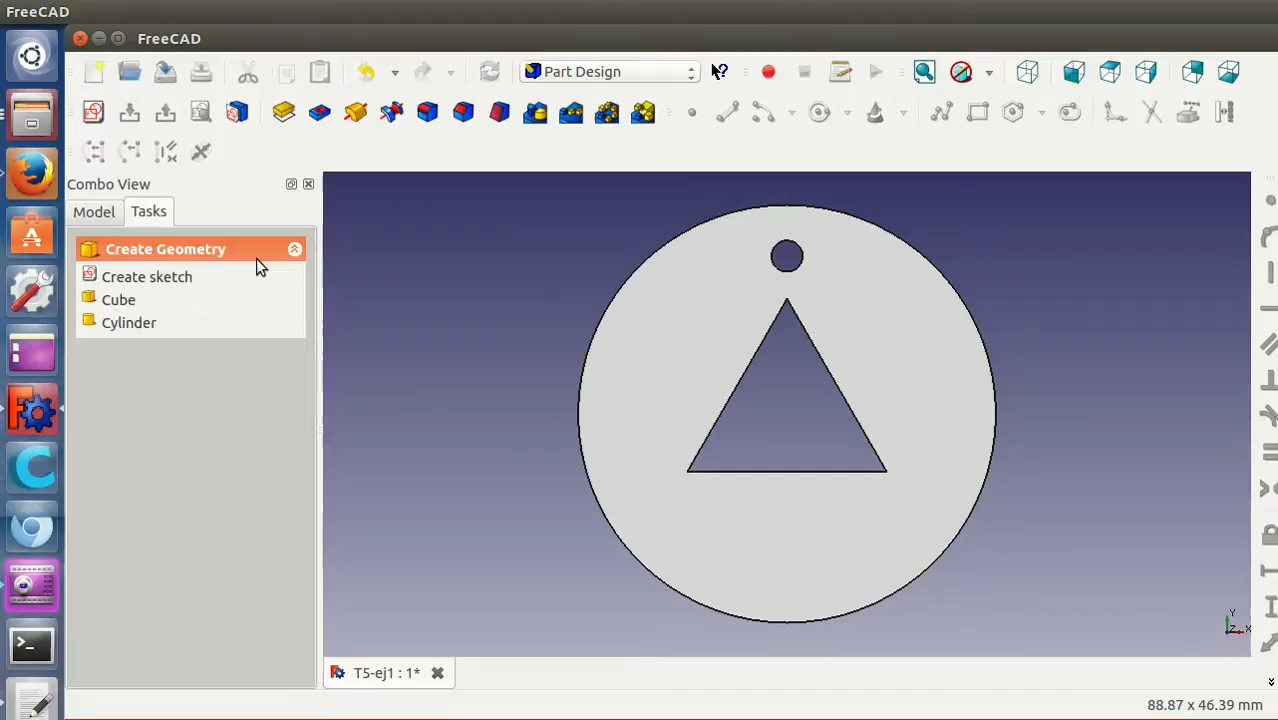 FreeCAD
FreeCAD
Part Design
Combo View
Model Tasks
Create Geometry
Create sketch
Cube
Cylinder
Y
Z X
T5-ej1 : 1*
88.87 x 46.39 mm